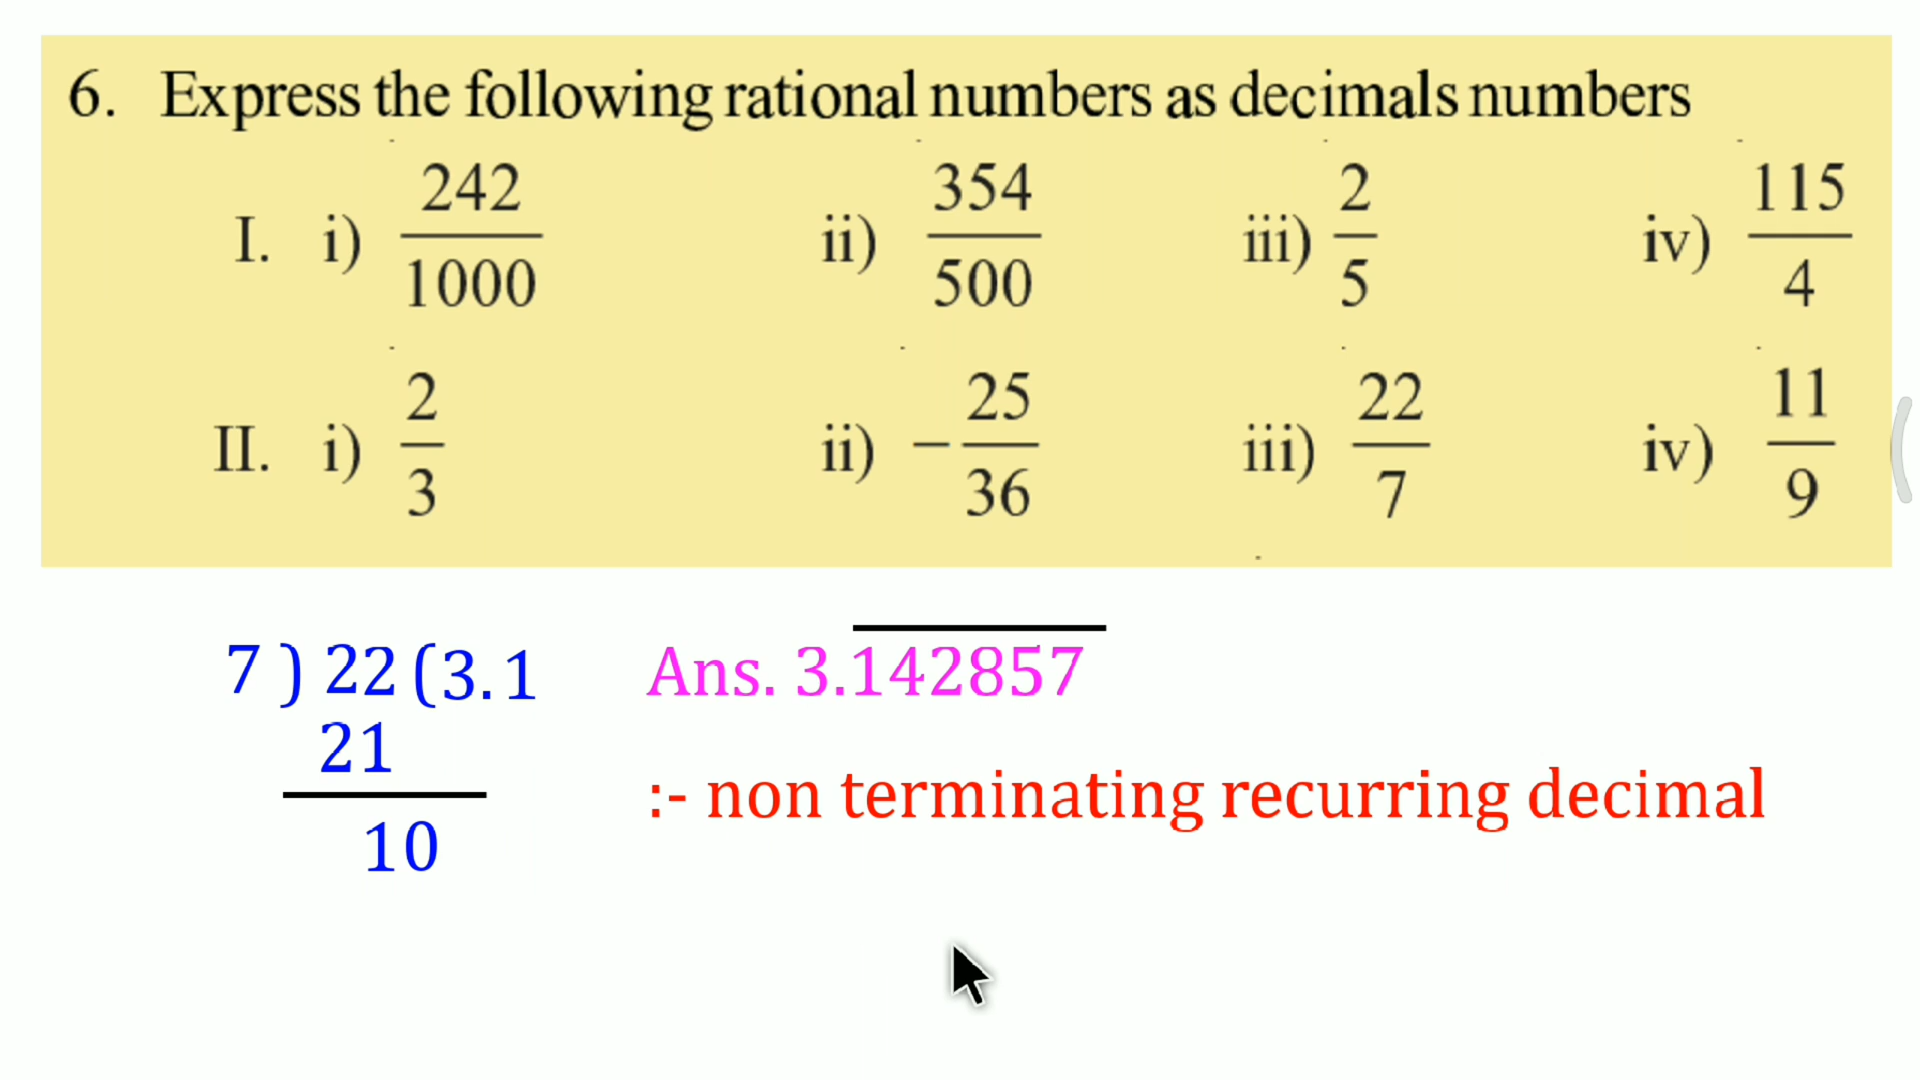 6. Express the following rational numbers as decimals numbers
I. i) 242/1000 ii) 354/500 iii) 2/5 iv) 115/4
II. i) 2/3 ii) −25/36 iii) 22/7 iv) 11/9
7 ) 22 (3.1 Ans. 3.142857
21
:- non terminating recurring decimal
10